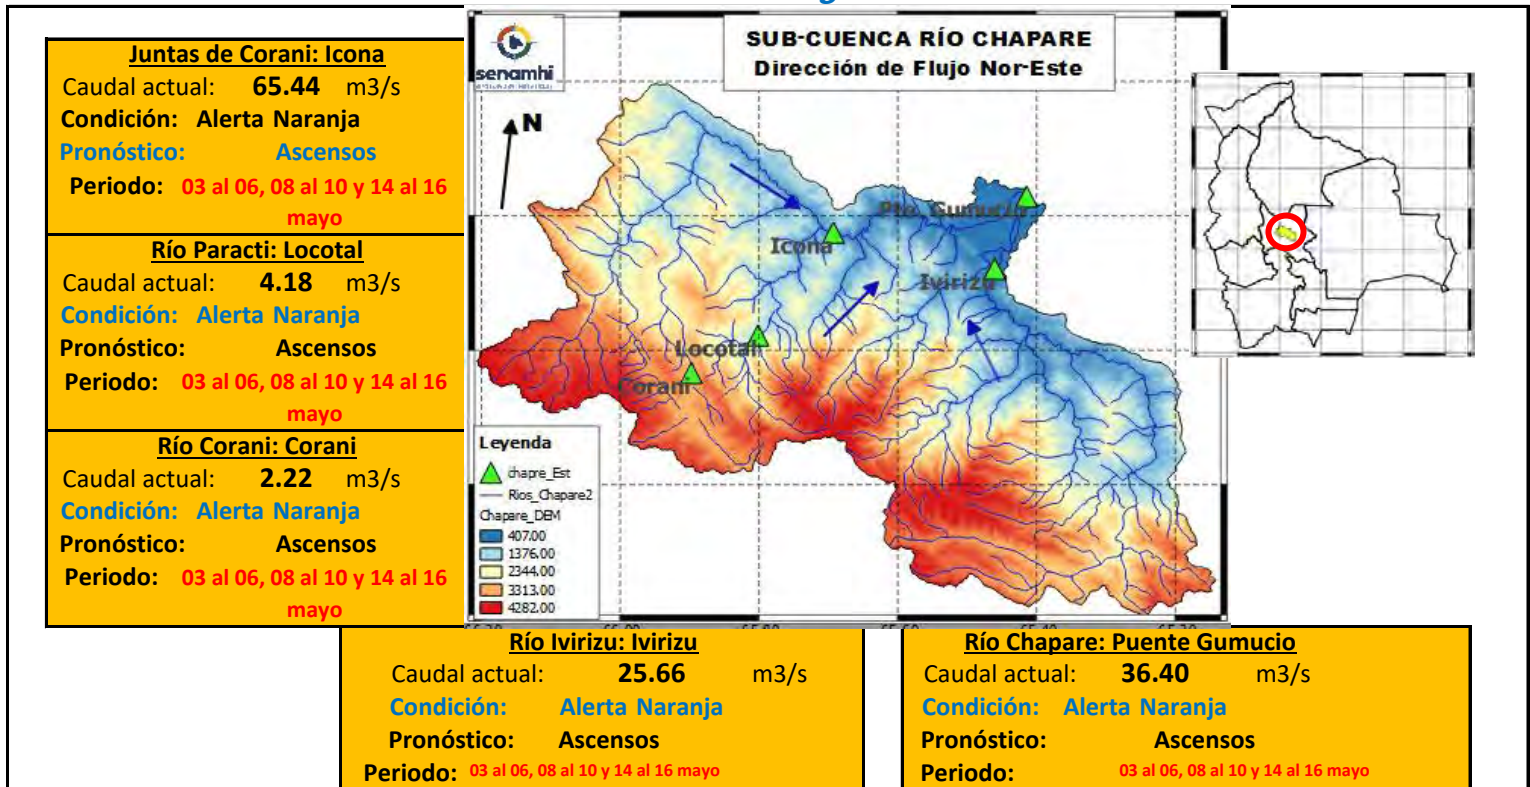 Juntas de Corani: Icona
Caudal actual: 65.44 m3/s
Condición: Alerta Naranja
Pronóstico: Ascensos
Periodo: 03 al 06, 08 al 10 y 14 al 16
mayo
Río Paracti: Locotal
Caudal actual: 4.18 m3/s
Condición: Alerta Naranja
Pronóstico: Ascensos
Periodo: 03 al 06, 08 al 10 y 14 al 16
mayo
Río Corani: Corani
Caudal actual: 2.22 m3/s
Condición: Alerta Naranja
Pronóstico: Ascensos
Periodo: 03 al 06, 08 al 10 y 14 al 16
mayo
senamhi
SUB-CUENCA RÍO CHAPARE
Dirección de Flujo Nor-Este
N
Pte. Gumucio
Icona
Ivirizu
Locotal
Corani
Leyenda
chapre_Est
Rios_Chapare2
Chapare_DEM
407.00
1376.00
2344.00
3313.00
4282.00
Río Ivirizu: Ivirizu
Caudal actual: 25.66 m3/s
Condición: Alerta Naranja
Pronóstico: Ascensos
Periodo: 03 al 06, 08 al 10 y 14 al 16 mayo
Río Chapare: Puente Gumucio
Caudal actual: 36.40 m3/s
Condición: Alerta Naranja
Pronóstico: Ascensos
Periodo: 03 al 06, 08 al 10 y 14 al 16 mayo